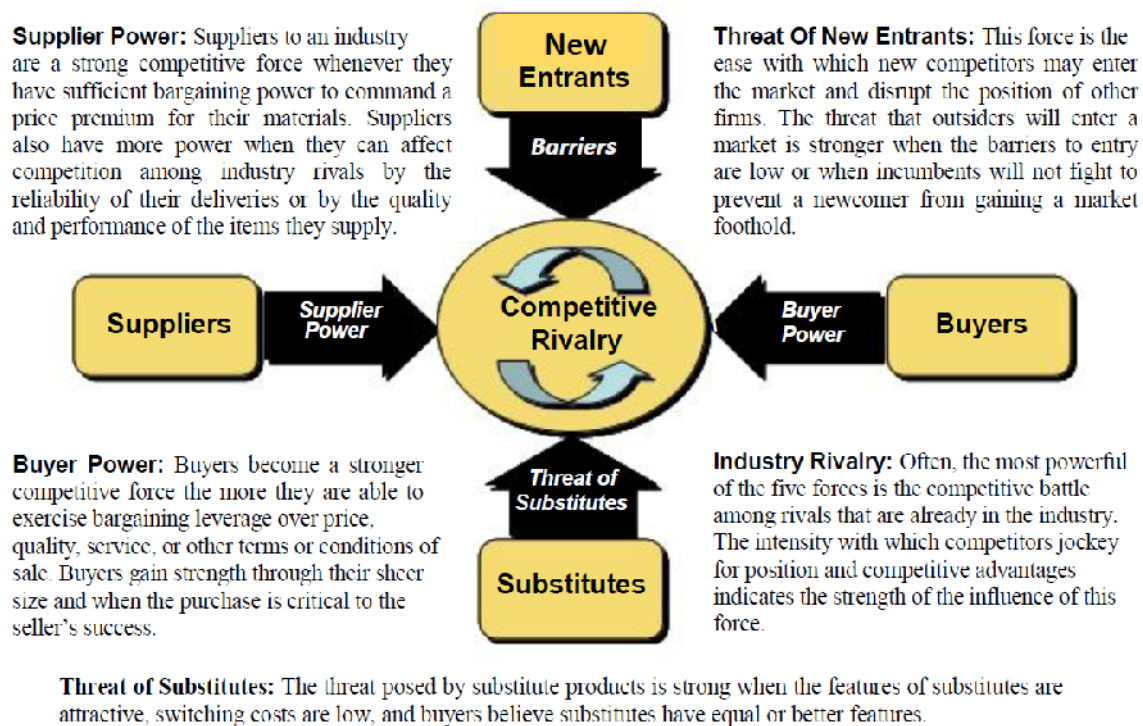 Supplier Power: Suppliers to an industry
are a strong competitive force whenever they
have sufficient bargaining power to command a
price premium for their materials. Suppliers
also have more power when they can affect
competition among industry rivals by the
reliability of their deliveries or by the quality
and performance of the items they supply.
New
Entrants
Barriers
Threat Of New Entrants: This force is the
ease with which new competitors may enter
the market and disrupt the position of other
firms. The threat that outsiders will enter a
market is stronger when the barriers to entry
are low or when incumbents will not fight to
prevent a newcomer from gaining a market
foothold.
Suppliers
Supplier
Power
Competitive
Rivalry
Buyer
Power
Buyers
Buyer Power: Buyers become a stronger
competitive force the more they are able to
exercise bargaining leverage over price,
quality, service, or other terms or conditions of
sale. Buyers gain strength through their sheer
size and when the purchase is critical to the
seller's success.
Threat of
Substitutes
Substitutes
Industry Rivalry: Often, the most powerful
of the five forces is the competitive battle
among rivals that are already in the industry.
The intensity with which competitors jockey
for position and competitive advantages
indicates the strength of the influence of this
force.
Threat of Substitutes: The threat posed by substitute products is strong when the features of substitutes are
attractive, switching costs are low, and buyers believe substitutes have equal or better features.